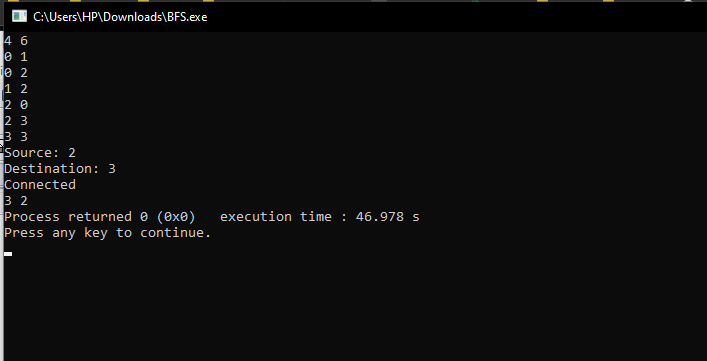 C:\Users\HP\Downloads\BFS.exe
4 6
0 1
0 2
1 2
2 0
2 3
3 3
Source: 2
Destination: 3
Connected
3 2
Process returned 0 (0x0)   execution time : 46.978 s
Press any key to continue.